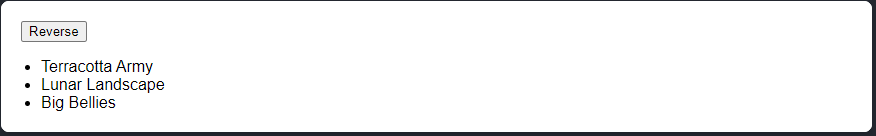 Reverse
Terracotta Army
Lunar Landscape
Big Bellies